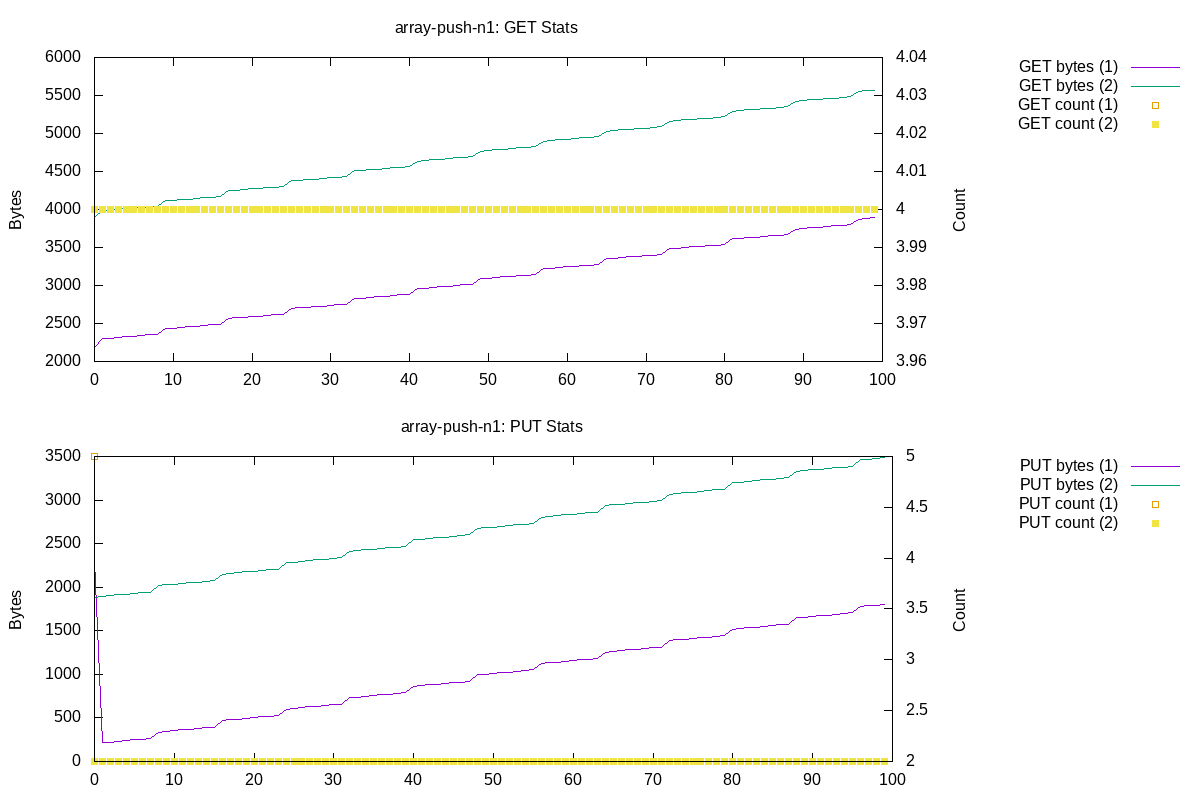 array-push-n1: GET Stats
6000
5500
5000
4500
4000
3500
3000
2500
2000
Bytes
0 10 20 30 40 50 60 70 80 90 100
4.04
4.03
4.02
4.01
4
3.99
3.98
3.97
3.96
Count
GET bytes (1)
GET bytes (2)
GET count (1)
GET count (2)
array-push-n1: PUT Stats
3500
3000
2500
2000
1500
1000
500
0
Bytes
0 10 20 30 40 50 60 70 80 90 100
5
4.5
4
3.5
3
2.5
2
Count
PUT bytes (1)
PUT bytes (2)
PUT count (1)
PUT count (2)